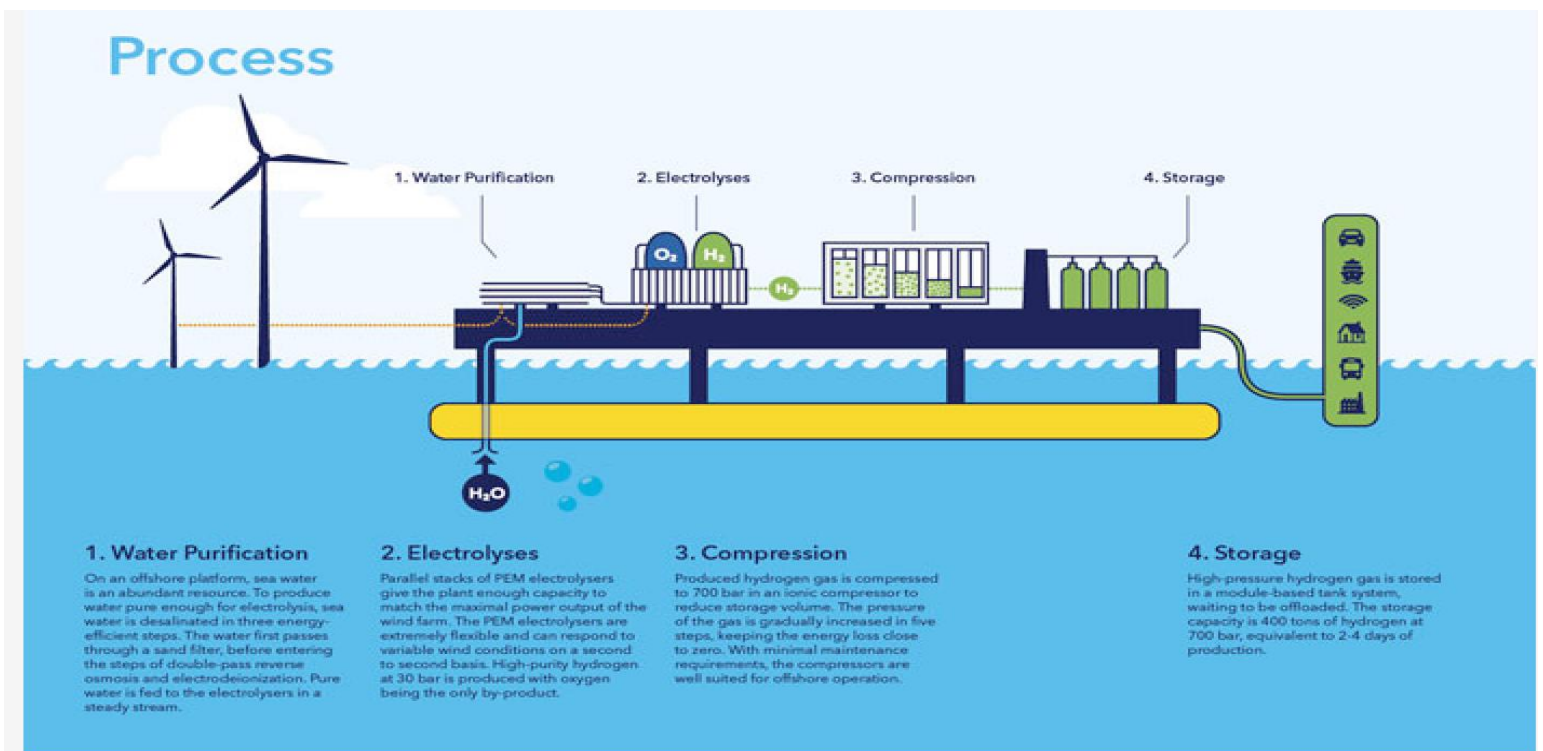 Process
1. Water Purification
2. Electrolyses
3. Compression
4. Storage
O₂
H₂
H₂
H₂O
1. Water Purification
On an offshore platform, sea water
is an abundant resource. To produce
water pure enough for electrolysis, sea
water is desalinated in three energy-
efficient steps. The water first passes
through a sand filter, before entering
the steps of double-pass reverse
osmosis and electrodeionization. Pure
water is fed to the electrolysers in a
steady stream.
2. Electrolyses
Parallel stacks of PEM electrolysers
give the plant enough capacity to
match the maximal power output of the
wind farm. The PEM electrolysers are
extremely flexible and can respond to
variable wind conditions on a second
to second basis. High-purity hydrogen
at 30 bar is produced with oxygen
being the only by-product.
3. Compression
Produced hydrogen gas is compressed
to 700 bar in an ionic compressor to
reduce storage volume. The pressure
of the gas is gradually increased in five
steps, keeping the energy loss close
to zero. With minimal maintenance
requirements, the compressors are
well suited for offshore operation.
4. Storage
High-pressure hydrogen gas is stored
in a module-based tank system,
waiting to be offloaded. The storage
capacity is 400 tons of hydrogen at
700 bar, equivalent to 2-4 days of
production.